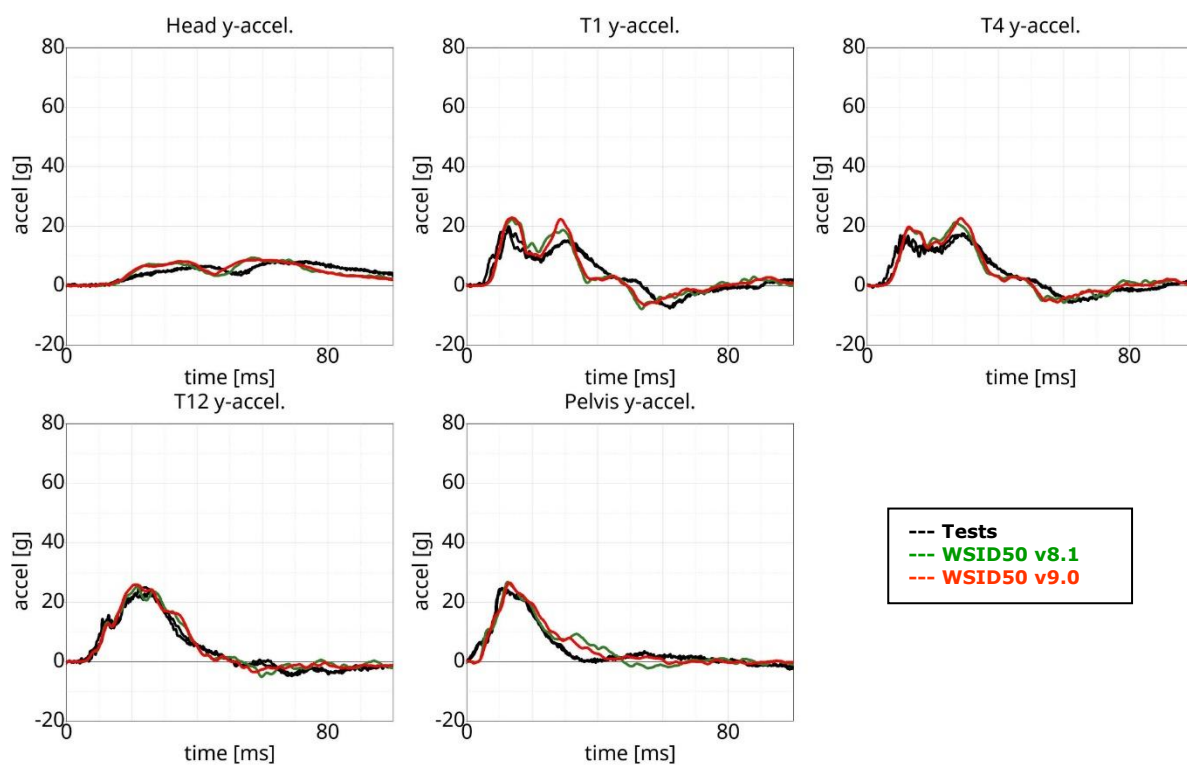 Head y-accel.
80
60
40
20
0
-20
accel [g]
0
80
time [ms]
T1 y-accel.
80
60
40
20
0
-20
accel [g]
0
80
time [ms]
T4 y-accel.
80
60
40
20
0
-20
accel [g]
0
80
time [ms]
T12 y-accel.
80
60
40
20
0
-20
accel [g]
0
80
time [ms]
Pelvis y-accel.
80
60
40
20
0
-20
accel [g]
0
80
time [ms]
--- Tests
--- WSID50 v8.1
--- WSID50 v9.0